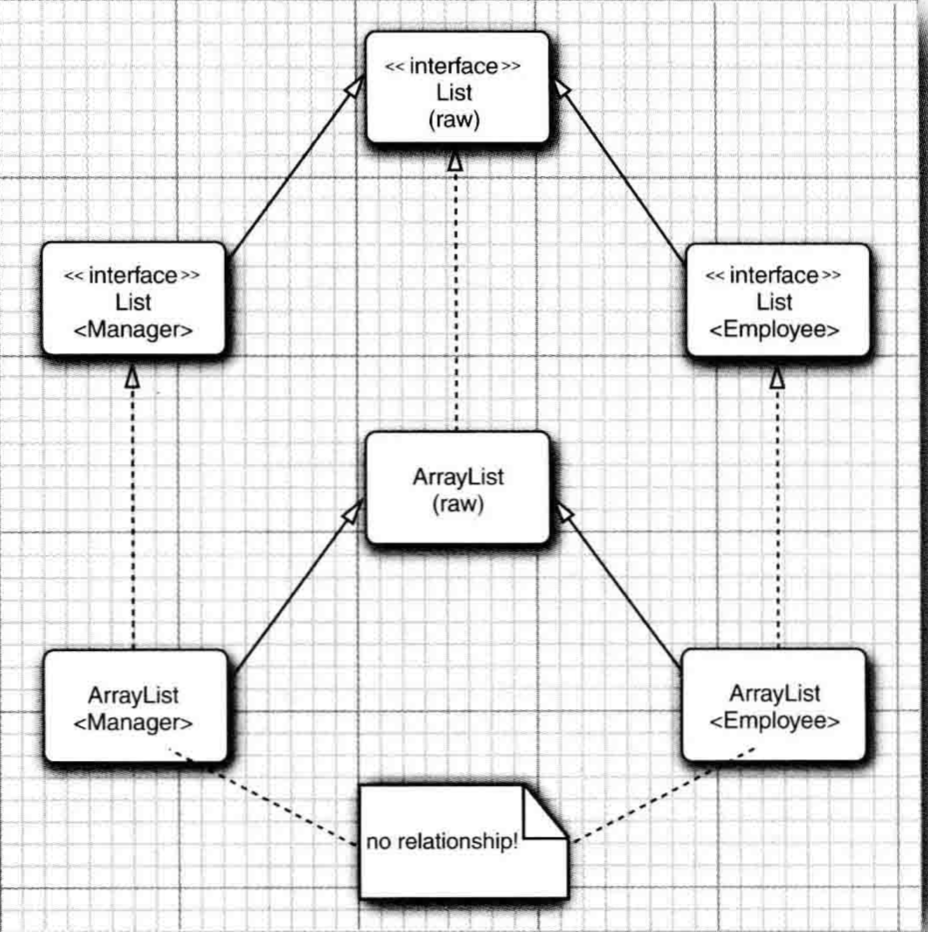 << interface >>
List
(raw)
<< interface >>
List
<Manager>
<< interface >>
List
<Employee>
ArrayList
(raw)
ArrayList
<Manager>
ArrayList
<Employee>
no relationship!